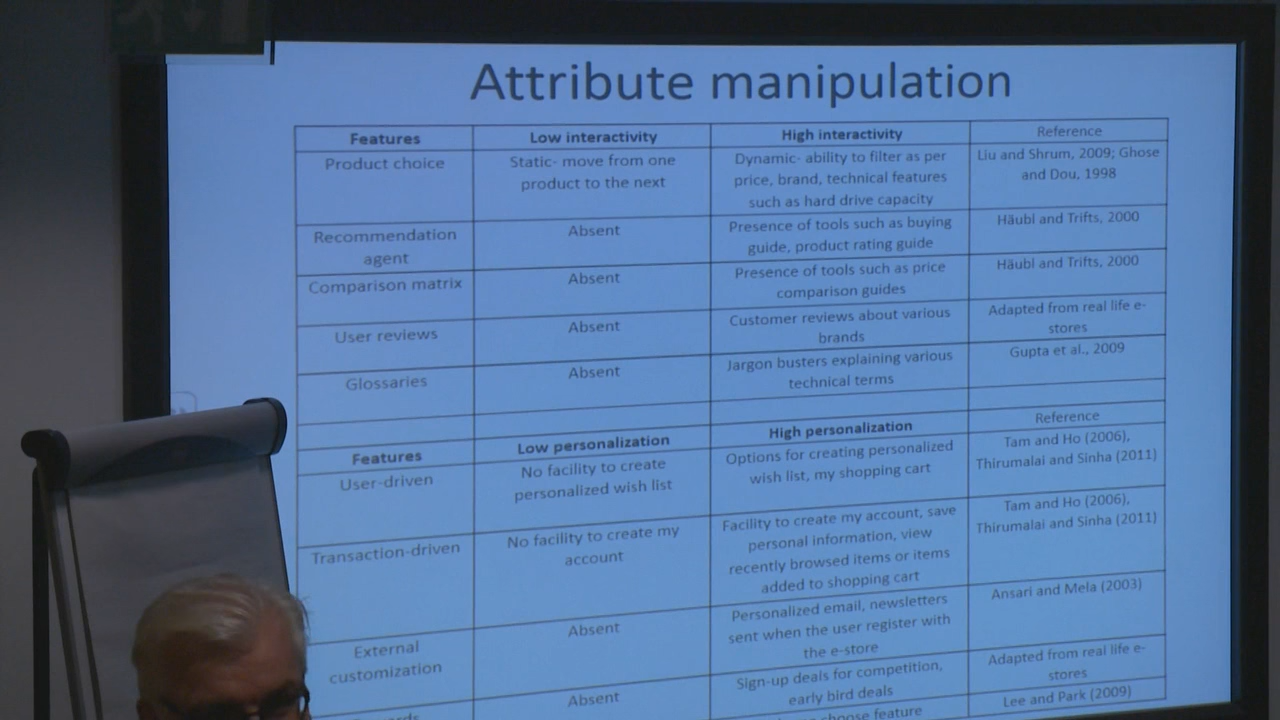 Attribute manipulation
Features Low interactivity High interactivity Reference
Product choice Static- move from one Dynamic- ability to filter as per Liu and Shrum, 2009; Ghose
product to the next price, brand, technical features and Dou, 1998
such as hard drive capacity
Recommendation Absent Presence of tools such as buying Häubl and Trifts, 2000
agent guide, product rating guide
Comparison matrix Absent Presence of tools such as price Häubl and Trifts, 2000
comparison guides
User reviews Absent Customer reviews about various Adapted from real life e-
brands stores
Glossaries Absent Jargon busters explaining various Gupta et al., 2009
technical terms
Features Low personalization High personalization Reference
User-driven No facility to create Options for creating personalized Tam and Ho (2006),
personalized wish list wish list, my shopping cart Thirumalai and Sinha (2011)
Transaction-driven No facility to create my Facility to create my account, save Tam and Ho (2006),
account personal information, view Thirumalai and Sinha (2011)
recently browsed items or items
added to shopping cart
External Absent Personalized email, newsletters Ansari and Mela (2003)
customization sent when the user register with
the e-store
Absent Sign-up deals for competition, Adapted from real life e-
early bird deals stores
choose feature Lee and Park (2009)